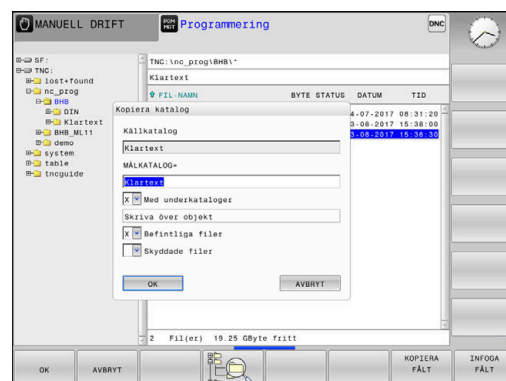 MANUELL DRIFT
PGM MGT Programmering
DNC
SF:
TNC:
lost+found
nc_prog
BHB
DIN
Klartext
BHB_ML11
demo
system
table
tncguide
TNC:\nc_prog\BHB\*
Klartext
FIL-NAMN BYTE STATUS DATUM TID
4-07-2017 08:31:20
3-08-2017 15:38:00
3-08-2017 15:36:30
Kopiera katalog
Källkatalog
Klartext
MÅLKATALOG=
Klartext
X Med underkataloger
Skriva över objekt
X Befintliga filer
Skyddade filer
OK AVBRYT
2 Fil(er) 19.25 GByte fritt
OK
AVBRYT
KOPIERA FÄLT
INFOGA FÄLT